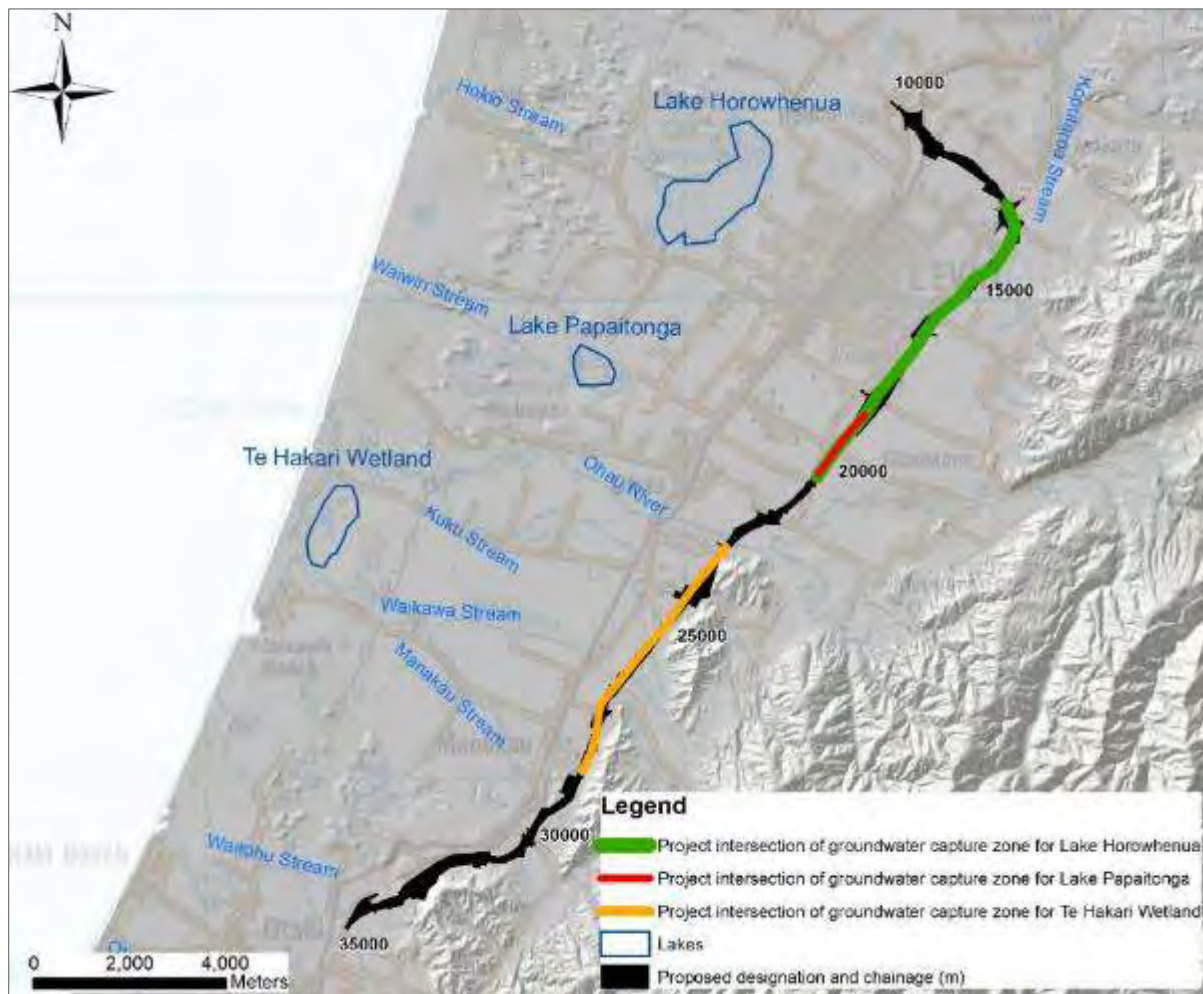 N
10000
Lake Horowhenua
Hokio Stream
Koputaroa Stream
15000
Waiwiri Stream
Lake Papaitonga
Te Hakari Wetland
20000
Ohau River
Kuku Stream
Waikawa Stream
25000
Manakau Stream
Manakau
30000
Waitohu Stream
Otaki
35000
Legend
Project intersection of groundwater capture zone for Lake Horowhenua
Project intersection of groundwater capture zone for Lake Papaitonga
Project intersection of groundwater capture zone for Te Hakari Wetland
Lakes
Proposed designation and chainage (m)
0 2,000 4,000
Meters